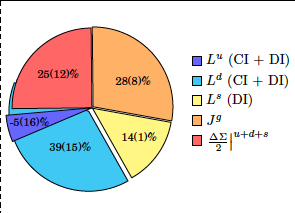 25(12)%
28(8)%
-5(16)%
14(1)%
39(15)%
L^u (CI + DI)
L^d (CI + DI)
L^s (DI)
J^g
ΔΣ/2|^{u+d+s}